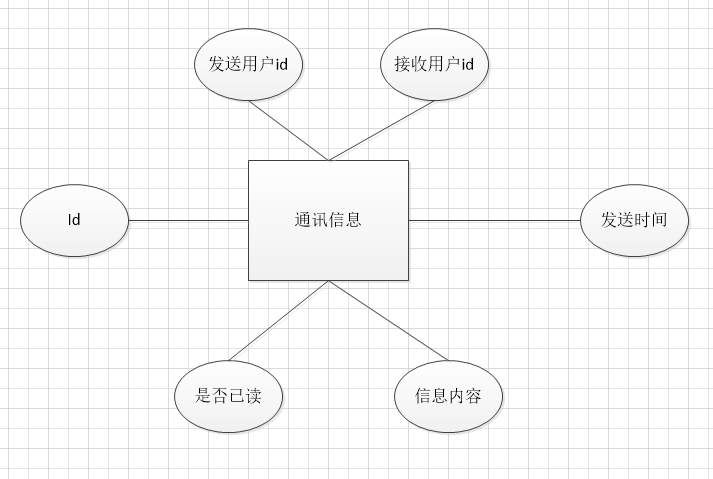 发送用户id
接收用户id
Id
通讯信息
发送时间
是否已读
信息内容